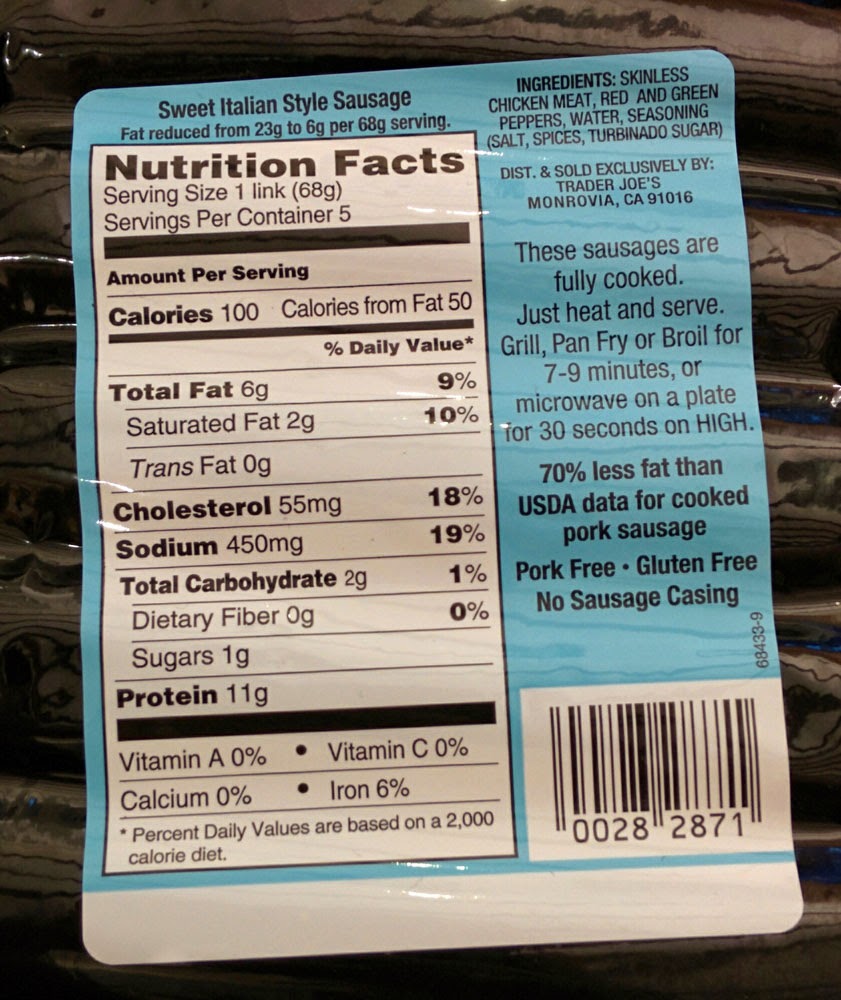 Sweet Italian Style Sausage
Fat reduced from 23g to 6g per 68g serving.
Nutrition Facts
Serving Size 1 link (68g)
Servings Per Container 5
Amount Per Serving
Calories 100 Calories from Fat 50
% Daily Value*
Total Fat 6g 9%
Saturated Fat 2g 10%
Trans Fat 0g
Cholesterol 55mg 18%
Sodium 450mg 19%
Total Carbohydrate 2g 1%
Dietary Fiber 0g 0%
Sugars 1g
Protein 11g
Vitamin A 0% • Vitamin C 0%
Calcium 0% • Iron 6%
* Percent Daily Values are based on a 2,000
calorie diet.
INGREDIENTS: SKINLESS
CHICKEN MEAT, RED AND GREEN
PEPPERS, WATER, SEASONING
(SALT, SPICES, TURBINADO SUGAR)
DIST. & SOLD EXCLUSIVELY BY:
TRADER JOE'S
MONROVIA, CA 91016
These sausages are
fully cooked.
Just heat and serve.
Grill, Pan Fry or Broil for
7-9 minutes, or
microwave on a plate
for 30 seconds on HIGH.
70% less fat than
USDA data for cooked
pork sausage
Pork Free • Gluten Free
No Sausage Casing
68433-9
0028 2871